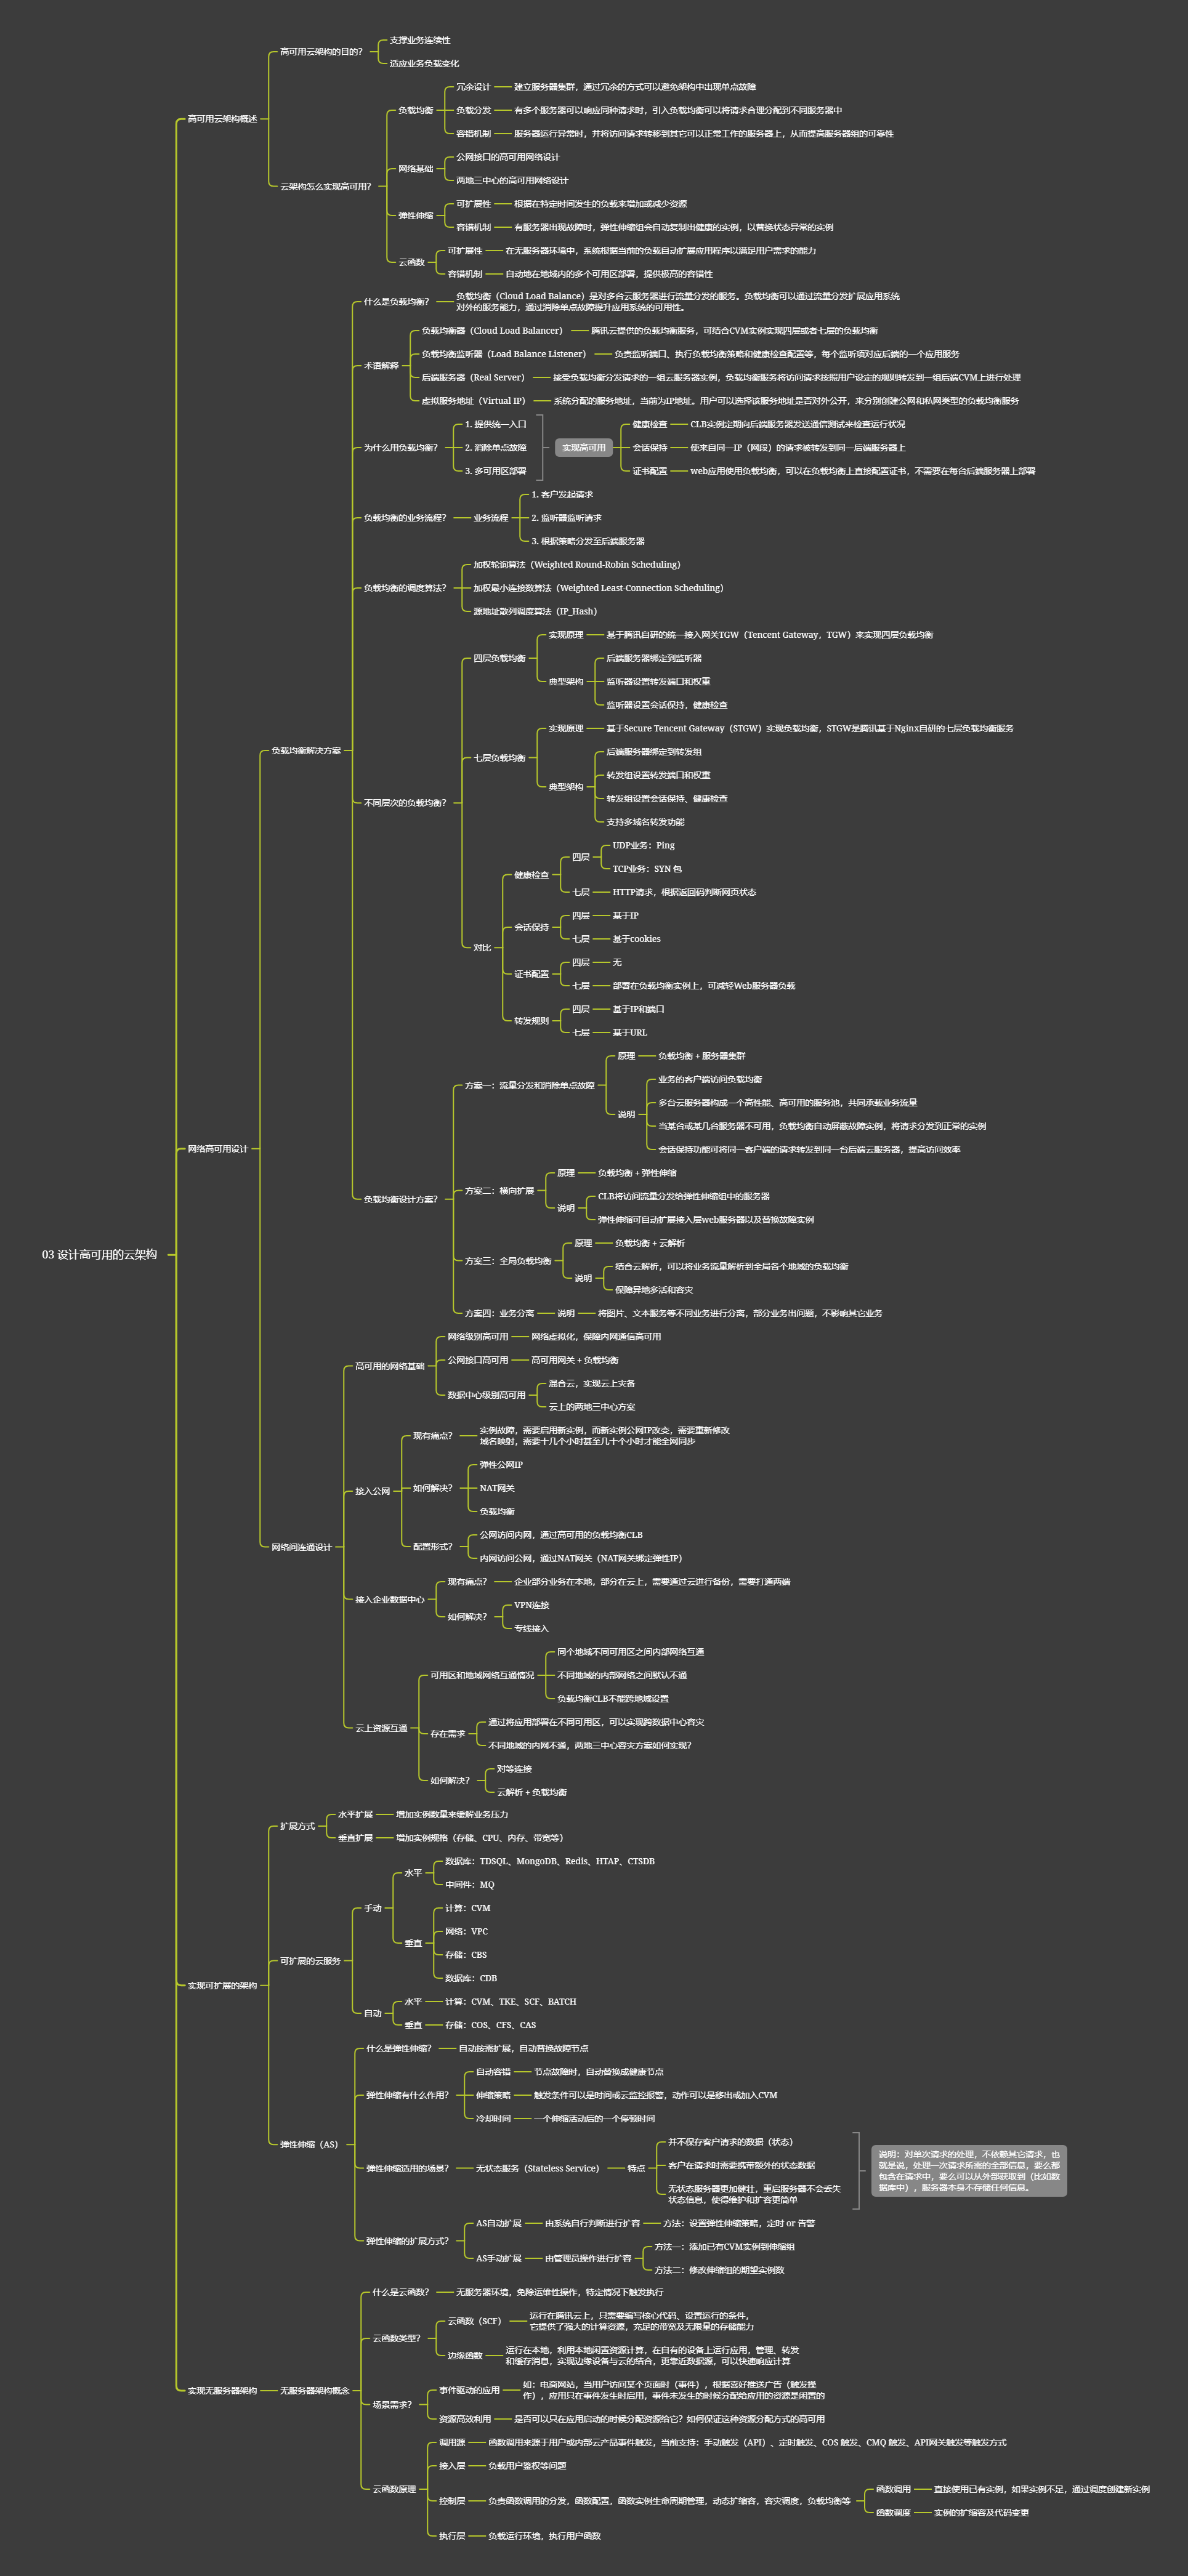 03 设计高可用的云架构
高可用云架构概述
高可用云架构的目的？
支撑业务连续性
适应业务负载变化
云架构怎么实现高可用？
负载均衡
冗余设计
建立服务器集群，通过冗余的方式可以避免架构中出现单点故障
负载分发
有多个服务器可以响应同种请求时，引入负载均衡可以将请求合理分配到不同服务器中
容错机制
服务器运行异常时，并将访问请求转移到其它可以正常工作的服务器上，从而提高服务器组的可靠性
网络基础
公网接口的高可用网络设计
两地三中心的高可用网络设计
弹性伸缩
可扩展性
根据在特定时间发生的负载来增加或减少资源
容错机制
有服务器出现故障时，弹性伸缩组会自动复制出健康的实例，以替换状态异常的实例
云函数
可扩展性
在无服务器环境中，系统根据当前的负载自动扩展应用程序以满足用户需求的能力
容错机制
自动地在地域内的多个可用区部署，提供极高的容错性
网络高可用设计
负载均衡解决方案
什么是负载均衡？
负载均衡（Cloud Load Balance）是对多台云服务器进行流量分发的服务。负载均衡可以通过流量分发扩展应用系统
对外的服务能力，通过消除单点故障提升应用系统的可用性。
术语解释
负载均衡器（Cloud Load Balancer）
腾讯云提供的负载均衡服务，可结合CVM实例实现四层或者七层的负载均衡
负载均衡监听器（Load Balance Listener）
负责监听端口、执行负载均衡策略和健康检查配置等，每个监听项对应后端的一个应用服务
后端服务器（Real Server）
接受负载均衡分发请求的一组云服务器实例，负载均衡服务将访问请求按照用户设定的规则转发到一组后端CVM上进行处理
虚拟服务地址（Virtual IP）
系统分配的服务地址，当前为IP地址。用户可以选择该服务地址是否对外公开，来分别创建公网和私网类型的负载均衡服务
为什么用负载均衡？
1. 提供统一入口
2. 消除单点故障
3. 多可用区部署
实现高可用
健康检查
CLB实例定期向后端服务器发送通信测试来检查运行状况
会话保持
使来自同一IP（网段）的请求被转发到同一后端服务器上
证书配置
web应用使用负载均衡，可以在负载均衡上直接配置证书，不需要在每台后端服务器上部署
负载均衡的业务流程？
业务流程
1. 客户发起请求
2. 监听器监听请求
3. 根据策略分发至后端服务器
负载均衡的调度算法？
加权轮询算法（Weighted Round-Robin Scheduling）
加权最小连接数算法（Weighted Least-Connection Scheduling）
源地址散列调度算法（IP_Hash）
不同层次的负载均衡？
四层负载均衡
实现原理
基于腾讯自研的统一接入网关TGW（Tencent Gateway，TGW）来实现四层负载均衡
典型架构
后端服务器绑定到监听器
监听器设置转发端口和权重
监听器设置会话保持，健康检查
七层负载均衡
实现原理
基于Secure Tencent Gateway（STGW）实现负载均衡，STGW是腾讯基于Nginx自研的七层负载均衡服务
典型架构
后端服务器绑定到转发组
转发组设置转发端口和权重
转发组设置会话保持、健康检查
支持多域名转发功能
对比
健康检查
四层
UDP业务：Ping
TCP业务：SYN 包
七层
HTTP请求，根据返回码判断网页状态
会话保持
四层
基于IP
七层
基于cookies
证书配置
四层
无
七层
部署在负载均衡实例上，可减轻Web服务器负载
转发规则
四层
基于IP和端口
七层
基于URL
负载均衡设计方案？
方案一：流量分发和消除单点故障
原理
负载均衡 + 服务器集群
说明
业务的客户端访问负载均衡
多台云服务器构成一个高性能、高可用的服务池，共同承载业务流量
当某台或某几台服务器不可用，负载均衡自动屏蔽故障实例，将请求分发到正常的实例
会话保持功能可将同一客户端的请求转发到同一台后端云服务器，提高访问效率
方案二：横向扩展
原理
负载均衡 + 弹性伸缩
说明
CLB将访问流量分发给弹性伸缩组中的服务器
弹性伸缩可自动扩展接入层web服务器以及替换故障实例
方案三：全局负载均衡
原理
负载均衡 + 云解析
说明
结合云解析，可以将业务流量解析到全局各个地域的负载均衡
保障异地多活和容灾
方案四：业务分离
说明
将图片、文本服务等不同业务进行分离，部分业务出问题，不影响其它业务
网络间连通设计
高可用的网络基础
网络级别高可用
网络虚拟化，保障内网通信高可用
公网接口高可用
高可用网关 + 负载均衡
数据中心级别高可用
混合云，实现云上灾备
云上的两地三中心方案
接入公网
现有痛点？
实例故障，需要启用新实例，而新实例公网IP改变，需要重新修改
域名映射，需要十几个小时甚至几十个小时才能全网同步
如何解决？
弹性公网IP
NAT网关
负载均衡
配置形式？
公网访问内网，通过高可用的负载均衡CLB
内网访问公网，通过NAT网关（NAT网关绑定弹性IP）
接入企业数据中心
现有痛点？
企业部分业务在本地，部分在云上，需要通过云进行备份，需要打通两端
如何解决？
VPN连接
专线接入
云上资源互通
可用区和地域网络互通情况
同个地域不同可用区之间内部网络互通
不同地域的内部网络之间默认不通
负载均衡CLB不能跨地域设置
存在需求
通过将应用部署在不同可用区，可以实现跨数据中心容灾
不同地域的内网不通，两地三中心容灾方案如何实现？
如何解决？
对等连接
云解析 + 负载均衡
实现可扩展的架构
扩展方式
水平扩展
增加实例数量来缓解业务压力
垂直扩展
增加实例规格（存储、CPU、内存、带宽等）
可扩展的云服务
手动
水平
数据库：TDSQL、MongoDB、Redis、HTAP、CTSDB
中间件：MQ
垂直
计算：CVM
网络：VPC
存储：CBS
数据库：CDB
自动
水平
计算：CVM、TKE、SCF、BATCH
垂直
存储：COS、CFS、CAS
弹性伸缩（AS）
什么是弹性伸缩？
自动按需扩展，自动替换故障节点
弹性伸缩有什么作用？
自动容错
节点故障时，自动替换成健康节点
伸缩策略
触发条件可以是时间或云监控报警，动作可以是移出或加入CVM
冷却时间
一个伸缩活动后的一个停顿时间
弹性伸缩适用的场景？
无状态服务（Stateless Service）
特点
并不保存客户请求的数据（状态）
客户在请求时需要携带额外的状态数据
无状态服务器更加健壮，重启服务器不会丢失
状态信息，使得维护和扩容更简单
说明：对单次请求的处理，不依赖其它请求，也
就是说，处理一次请求所需的全部信息，要么都
包含在请求中，要么可以从外部获取到（比如数
据库中），服务器本身不存储任何信息。
弹性伸缩的扩展方式？
AS自动扩展
由系统自行判断进行扩容
方法：设置弹性伸缩策略，定时 or 告警
AS手动扩展
由管理员操作进行扩容
方法一：添加已有CVM实例到伸缩组
方法二：修改伸缩组的期望实例数
实现无服务器架构
无服务器架构概念
什么是云函数？
无服务器环境，免除运维性操作，特定情况下触发执行
云函数类型？
云函数（SCF）
运行在腾讯云上，只需要编写核心代码、设置运行的条件，
它提供了强大的计算资源，充足的带宽及无限量的存储能力
边缘函数
运行在本地，利用本地闲置资源计算，在自有的设备上运行应用，管理、转发
和缓存消息，实现边缘设备与云的结合，更靠近数据源，可以快速响应计算
场景需求？
事件驱动的应用
如：电商网站，当用户访问某个页面时（事件），根据喜好推送广告（触发操
作），应用只在事件发生时启用，事件未发生的时候分配给应用的资源是闲置的
资源高效利用
是否可以只在应用启动的时候分配资源给它？如何保证这种资源分配方式的高可用
云函数原理
调用源
函数调用来源于用户或内部云产品事件触发，当前支持：手动触发（API）、定时触发、COS 触发、CMQ 触发、API网关触发等触发方式
接入层
负载用户鉴权等问题
控制层
负责函数调用的分发，函数配置，函数实例生命周期管理，动态扩缩容，容灾调度，负载均衡等
函数调用
直接使用已有实例，如果实例不足，通过调度创建新实例
函数调度
实例的扩缩容及代码变更
执行层
负载运行环境，执行用户函数